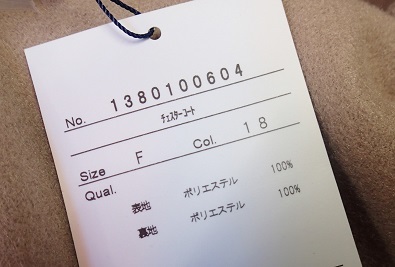 No. 1380100604
ﾁｪｽﾀｰｺｰﾄ
Size F Col. 18
Qual.
表地 ポリエステル 100%
裏地 ポリエステル 100%